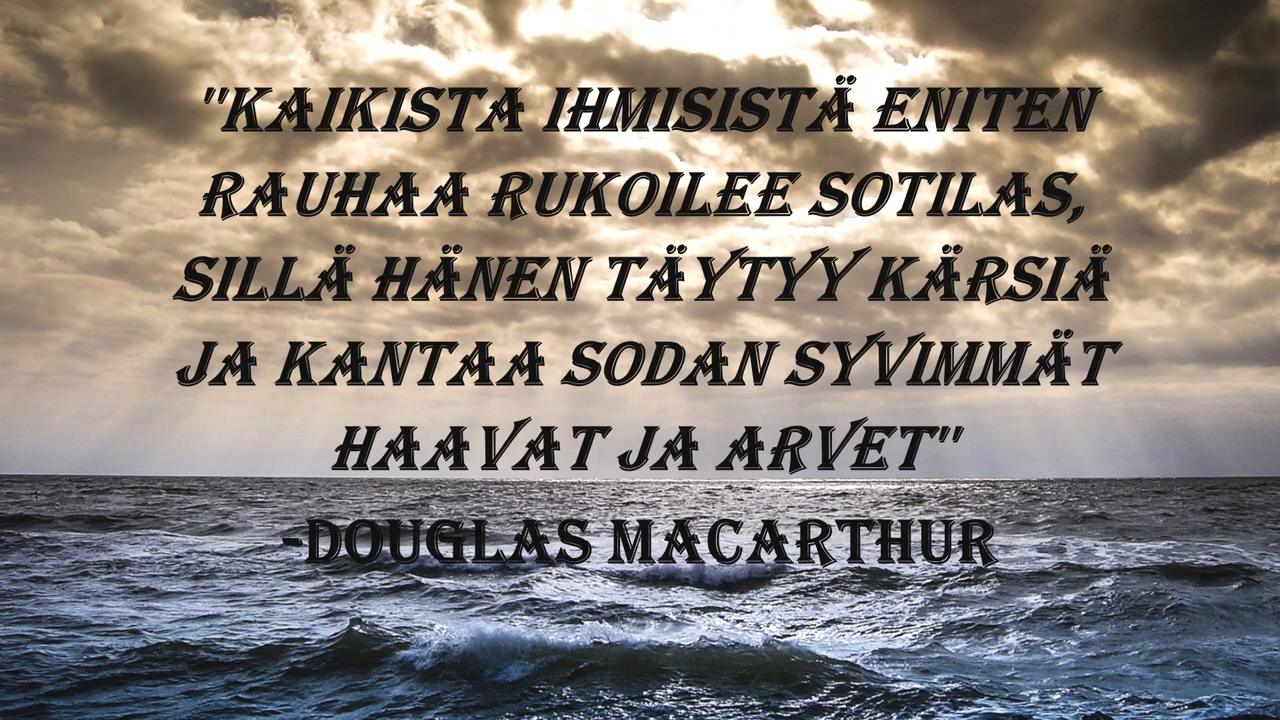 "KAIKISTA IHMISISTÄ ENITEN
RAUHAA RUKOILEE SOTILAS,
SILLÄ HÄNEN TÄYTYY KÄRSIÄ
JA KANTAA SODAN SYVIMMÄT
HAAVAT JA ARVET"
-DOUGLAS MACARTHUR